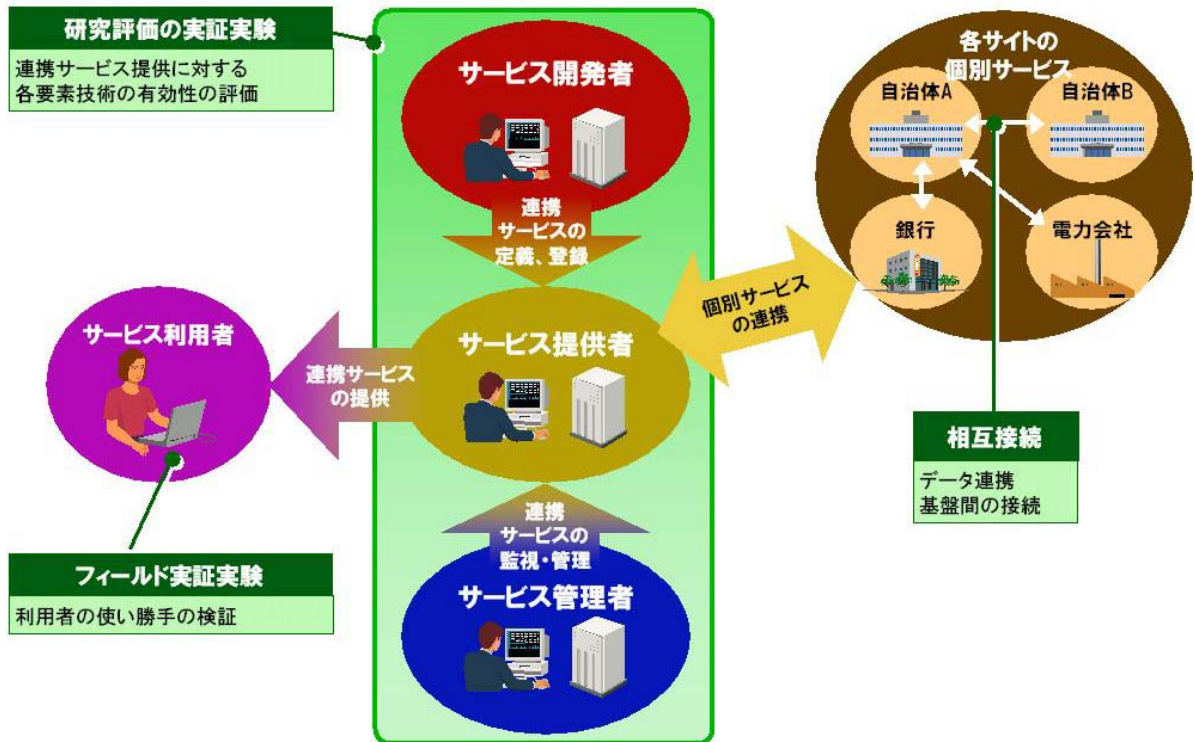 研究評価の実証実験
連携サービス提供に対する
各要素技術の有効性の評価
サービス開発者
連携
サービスの
定義、登録
各サイトの
個別サービス
自治体A
自治体B
銀行
電力会社
個別サービス
の連携
サービス利用者
連携サービス
の提供
サービス提供者
相互接続
データ連携
基盤間の接続
連携
サービスの
監視・管理
サービス管理者
フィールド実証実験
利用者の使い勝手の検証